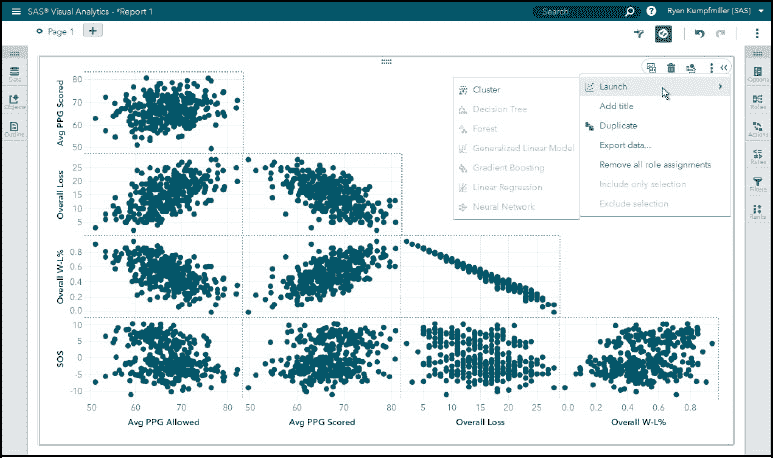 SAS® Visual Analytics - *Report 1
Search...
Ryan Kumpfmiller (SAS)
Page 1
Data
Objects
Outline
Options
Roles
Actions
Rules
Filters
Ranks
Launch
Add title
Duplicate
Export data...
Remove all role assignments
Include only selection
Exclude selection
Cluster
Decision Tree
Forest
Generalized Linear Model
Gradient Boosting
Linear Regression
Neural Network
Avg PPG Scored
80
70
60
50
Overall Loss
25
20
15
10
5
Overall W-L%
0.8
0.6
0.4
0.2
0.0
SOS
10
5
0
-5
-10
50 60 70 80
50 60 70 80
5 10 15 20 25
0.0 0.2 0.4 0.6 0.8
Avg PPG Allowed
Avg PPG Scored
Overall Loss
Overall W-L%